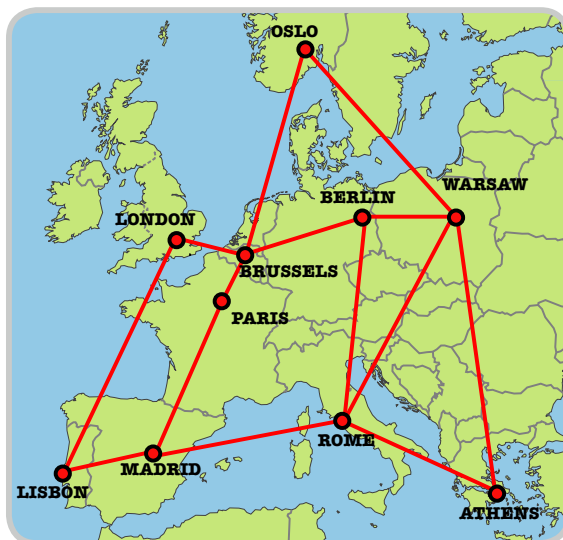 OSLO
BERLIN
WARSAW
LONDON
BRUSSELS
PARIS
ROME
MADRID
LISBON
ATHENS